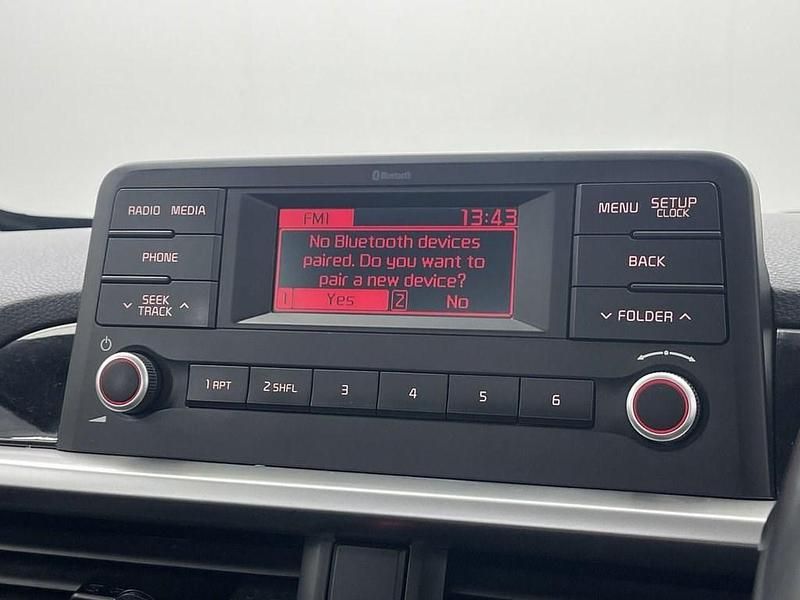 Bluetooth
RADIO MEDIA
PHONE
SEEK
TRACK
FM1 13:43
No Bluetooth devices
paired. Do you want to
pair a new device?
1 Yes 2 No
MENU SETUP
CLOCK
BACK
FOLDER
1 RPT 2 SHFL 3 4 5 6